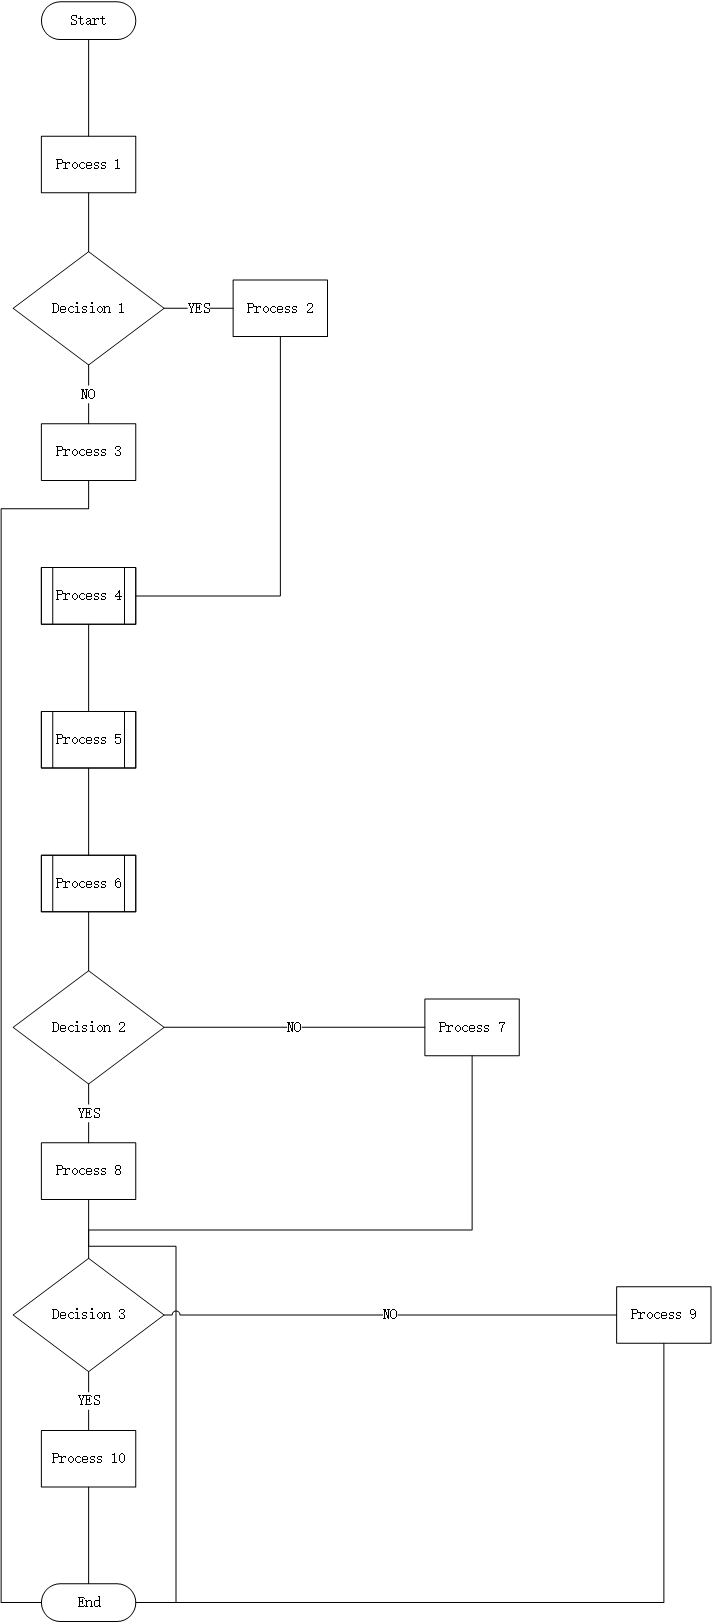 Start
Process 1
Decision 1
YES
Process 2
NO
Process 3
Process 4
Process 5
Process 6
Decision 2
NO
Process 7
YES
Process 8
Decision 3
NO
Process 9
YES
Process 10
End